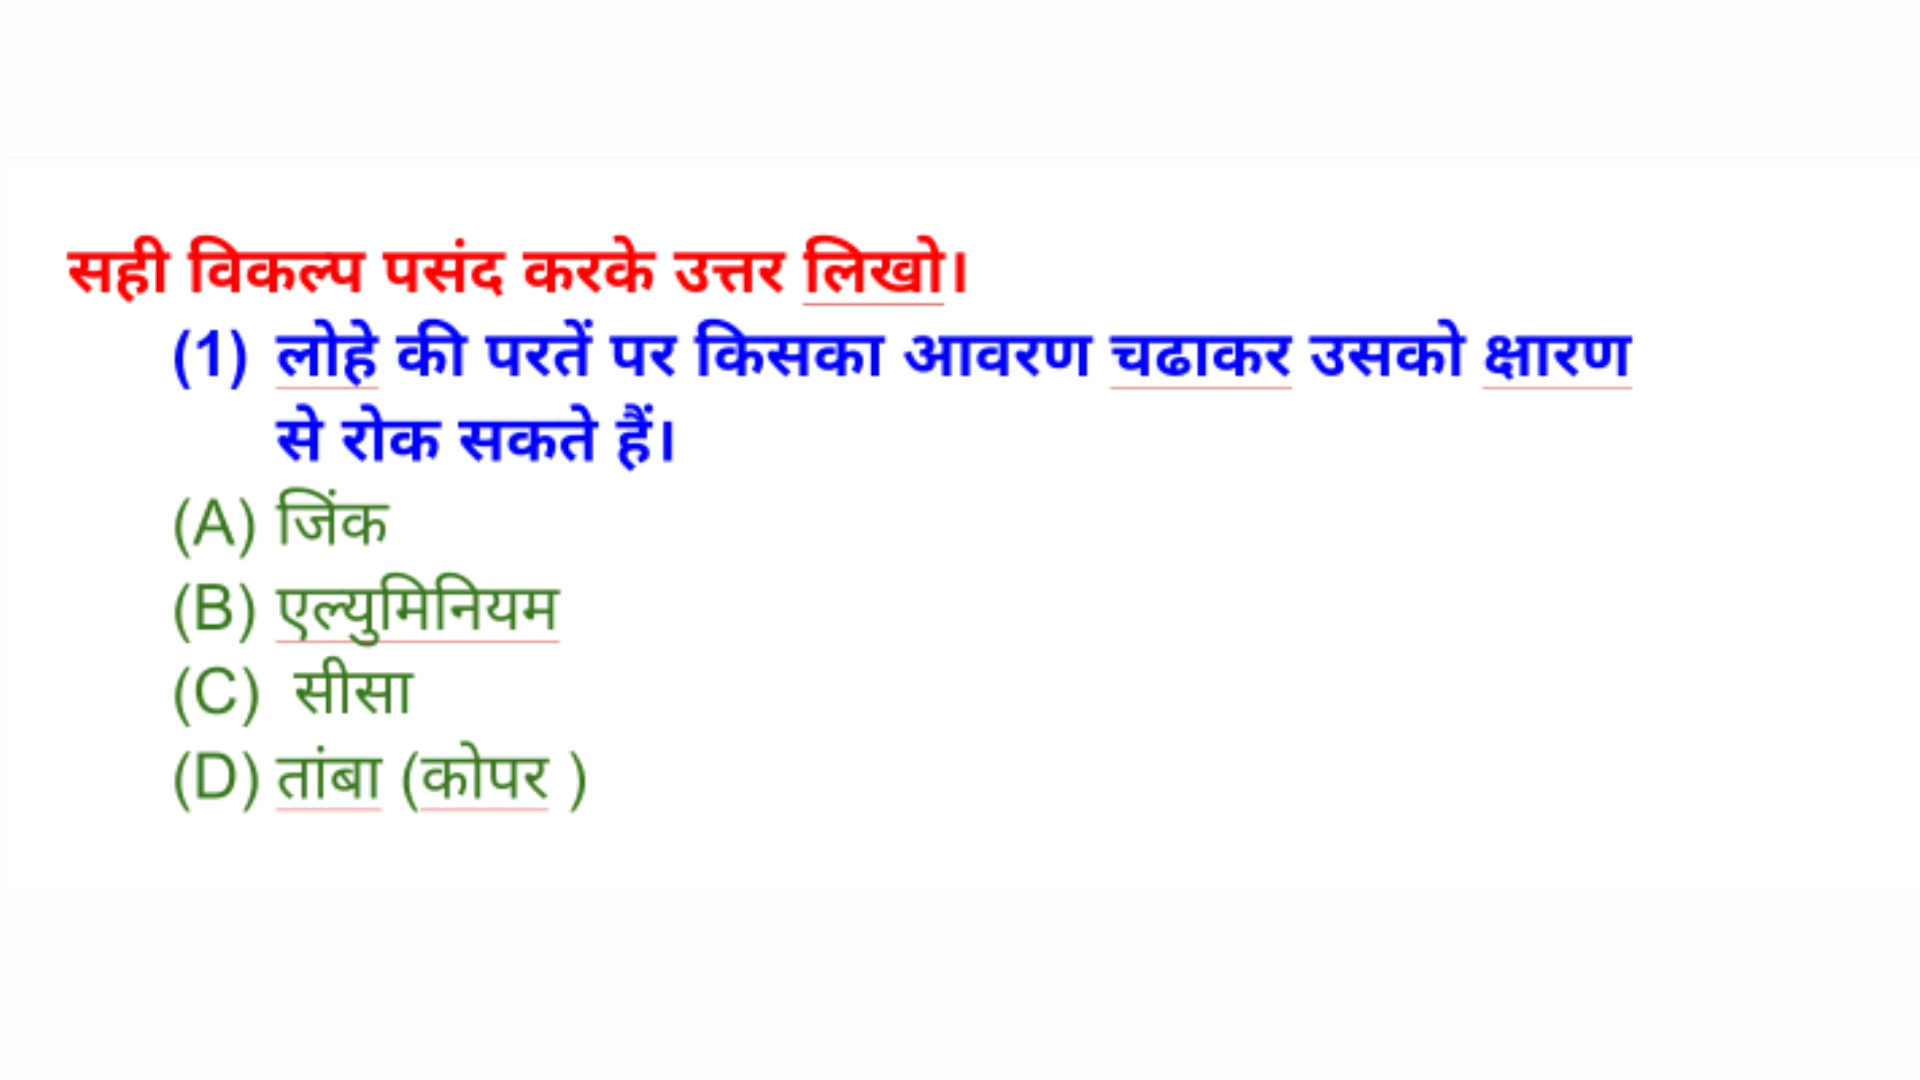 सही विकल्प पसंद करके उत्तर लिखो।
(1) लोहे की परतें पर किसका आवरण चढाकर उसको क्षारण
से रोक सकते हैं।
(A) जिंक
(B) एल्युमिनियम
(C) सीसा
(D) तांबा (कोपर )